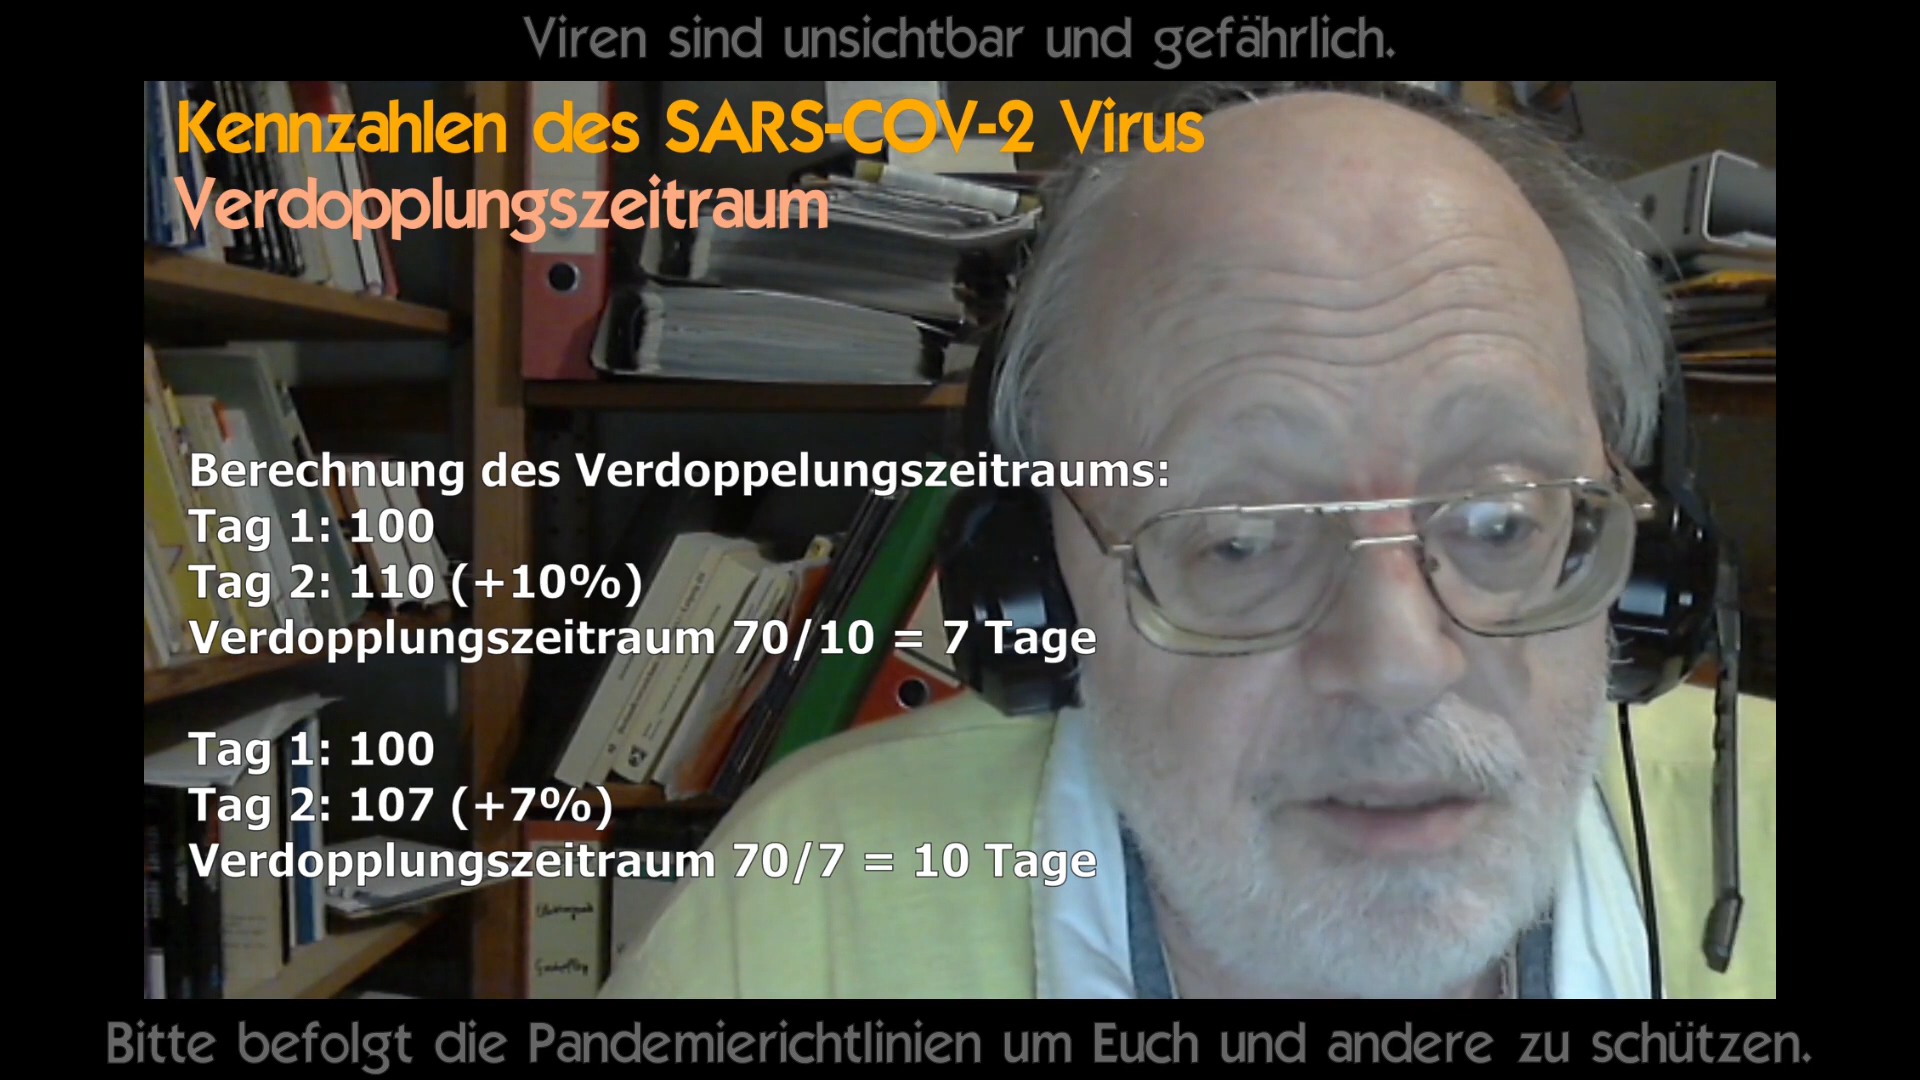 Viren sind unsichtbar und gefährlich.
Kennzahlen des SARS-COV-2 Virus
Verdopplungszeitraum
Berechnung des Verdoppelungszeitraums:
Tag 1: 100
Tag 2: 110 (+10%)
Verdopplungszeitraum 70/10 = 7 Tage
Tag 1: 100
Tag 2: 107 (+7%)
Verdopplungszeitraum 70/7 = 10 Tage
Bitte befolgt die Pandemierichtlinien um Euch und andere zu schützen.